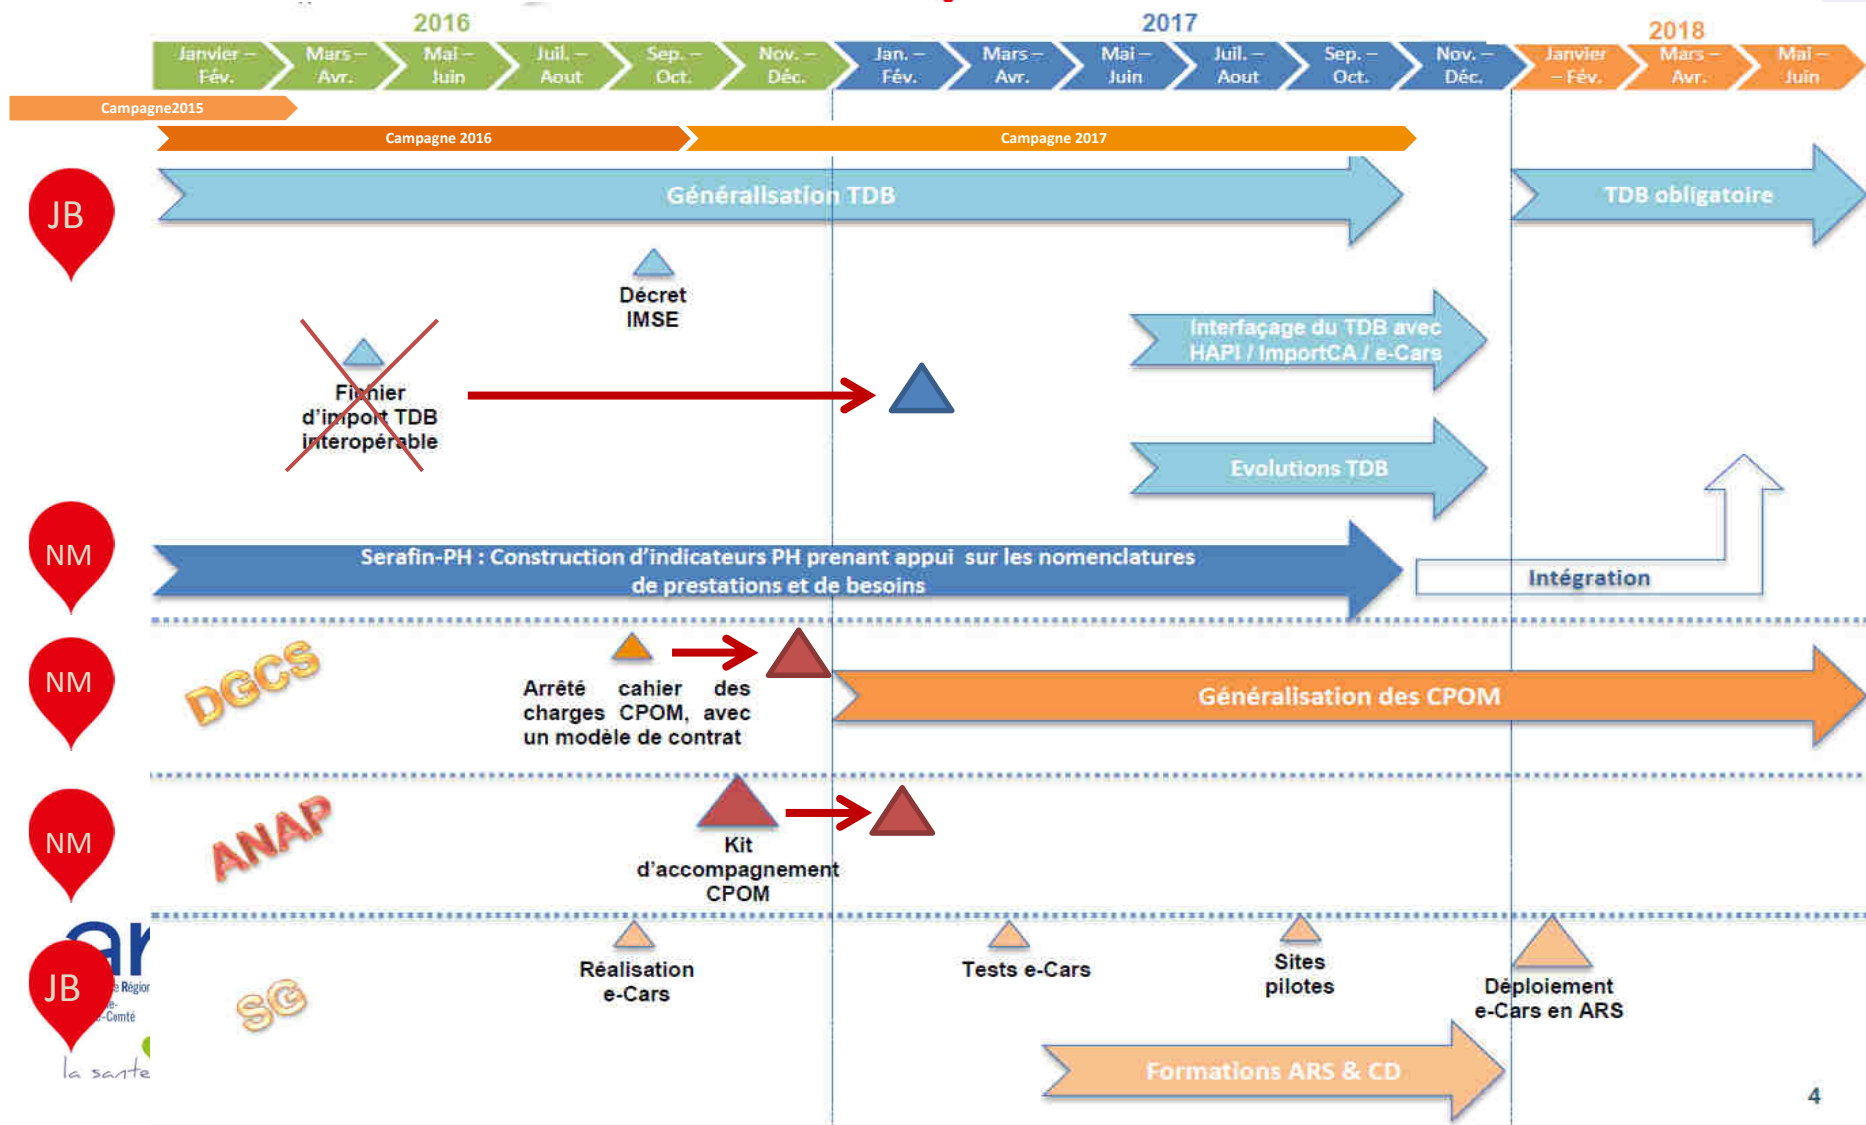 2016
2017
2018
Janvier –
Fév.
Mars –
Avr.
Mai –
Juin
Juil. –
Aout
Sep. –
Oct.
Nov. –
Déc.
Jan. –
Fév.
Mars –
Avr.
Mai –
Juin
Juil. –
Aout
Sep. –
Oct.
Nov. –
Déc.
Janvier
– Fév.
Mars –
Avr.
Mai –
Juin
Campagne2015
Campagne 2016
Campagne 2017
JB
Généralisation TDB
TDB obligatoire
Décret
IMSE
Fichier
d'import TDB
interopérable
Interfaçage du TDB avec
HAPI / ImportCA / e-Cars
Evolutions TDB
NM
Serafin-PH : Construction d'indicateurs PH prenant appui sur les nomenclatures
de prestations et de besoins
Intégration
NM
DGCS
Arrêté cahier des
charges CPOM, avec
un modèle de contrat
Généralisation des CPOM
NM
ANAP
Kit
d'accompagnement
CPOM
ar
JB
e Région
e-
-Comté
la sante
SG
Réalisation
e-Cars
Tests e-Cars
Sites
pilotes
Déploiement
e-Cars en ARS
Formations ARS & CD
4